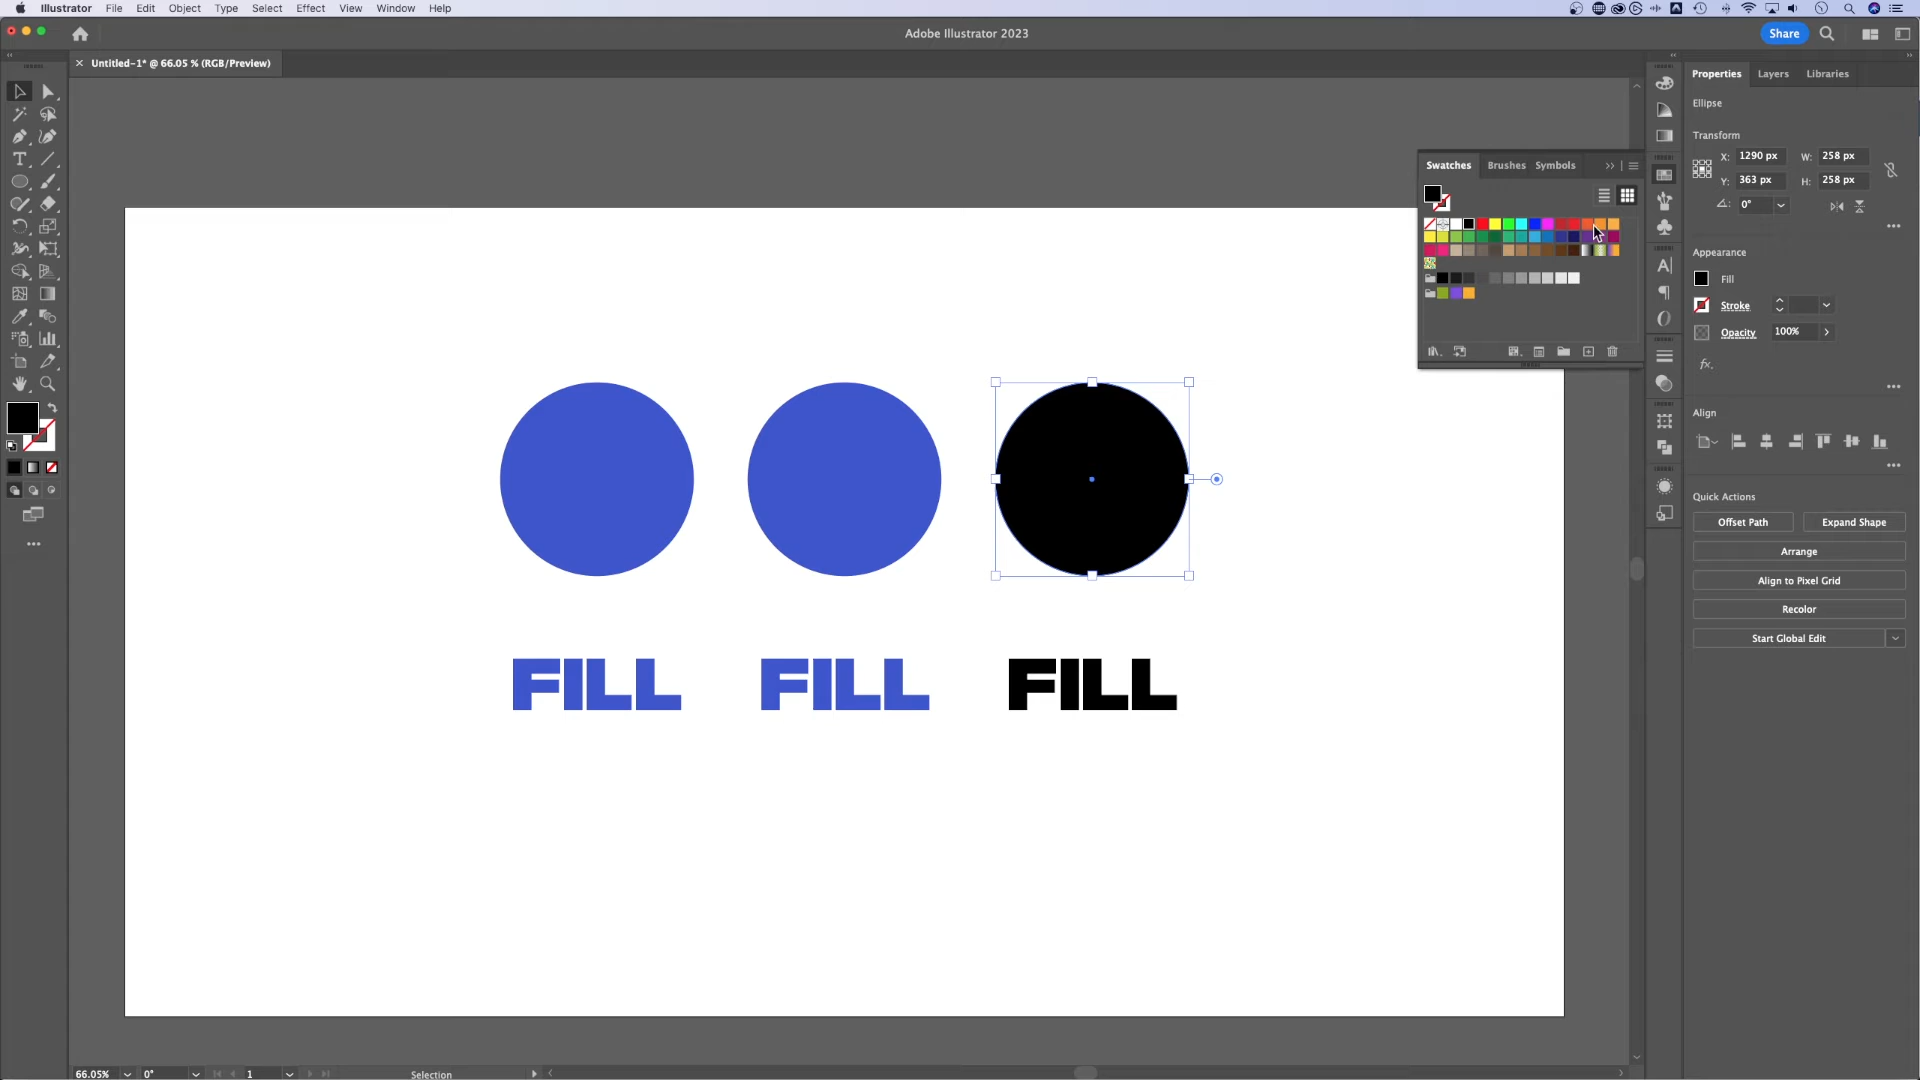 Illustrator File Edit Object Type Select Effect View Window Help
Adobe Illustrator 2023
Share
× Untitled-1* @ 66.05 % (RGB/Preview)
Properties Layers Libraries
Ellipse
Transform
X: 1290 px W: 258 px
Y: 363 px H: 258 px
0°
Swatches Brushes Symbols
Appearance
Fill
Stroke
Opacity 100%
fx.
Align
Quick Actions
Offset Path Expand Shape
Arrange
Align to Pixel Grid
Recolor
Start Global Edit
FILL FILL FILL
66.05% 0° 1 Selection